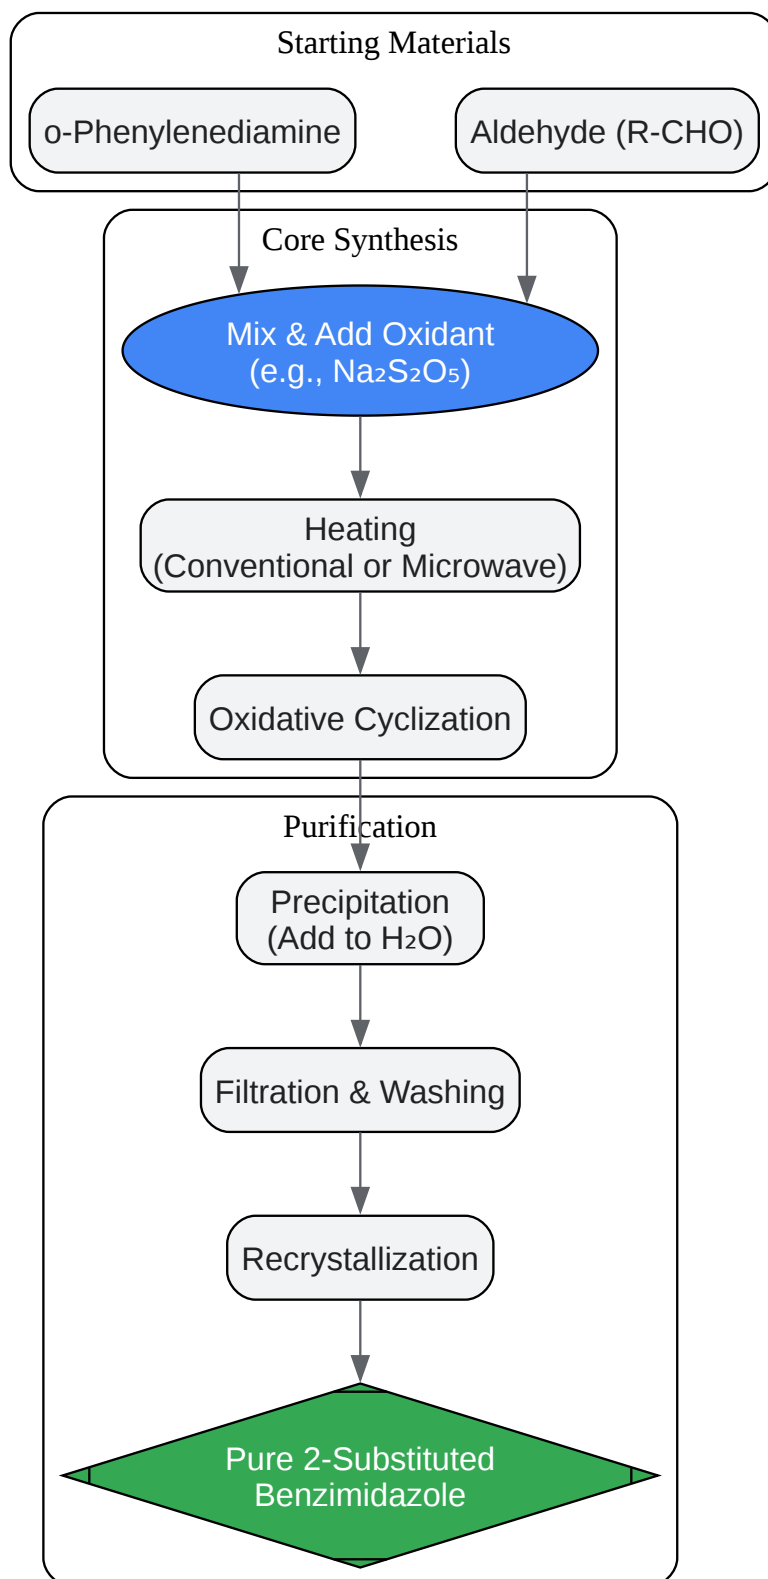 Starting Materials
o-Phenylenediamine
Aldehyde (R-CHO)
Core Synthesis
Mix & Add Oxidant
(e.g., Na₂S₂O₅)
Heating
(Conventional or Microwave)
Oxidative Cyclization
Purification
Precipitation
(Add to H₂O)
Filtration & Washing
Recrystallization
Pure 2-Substituted
Benzimidazole